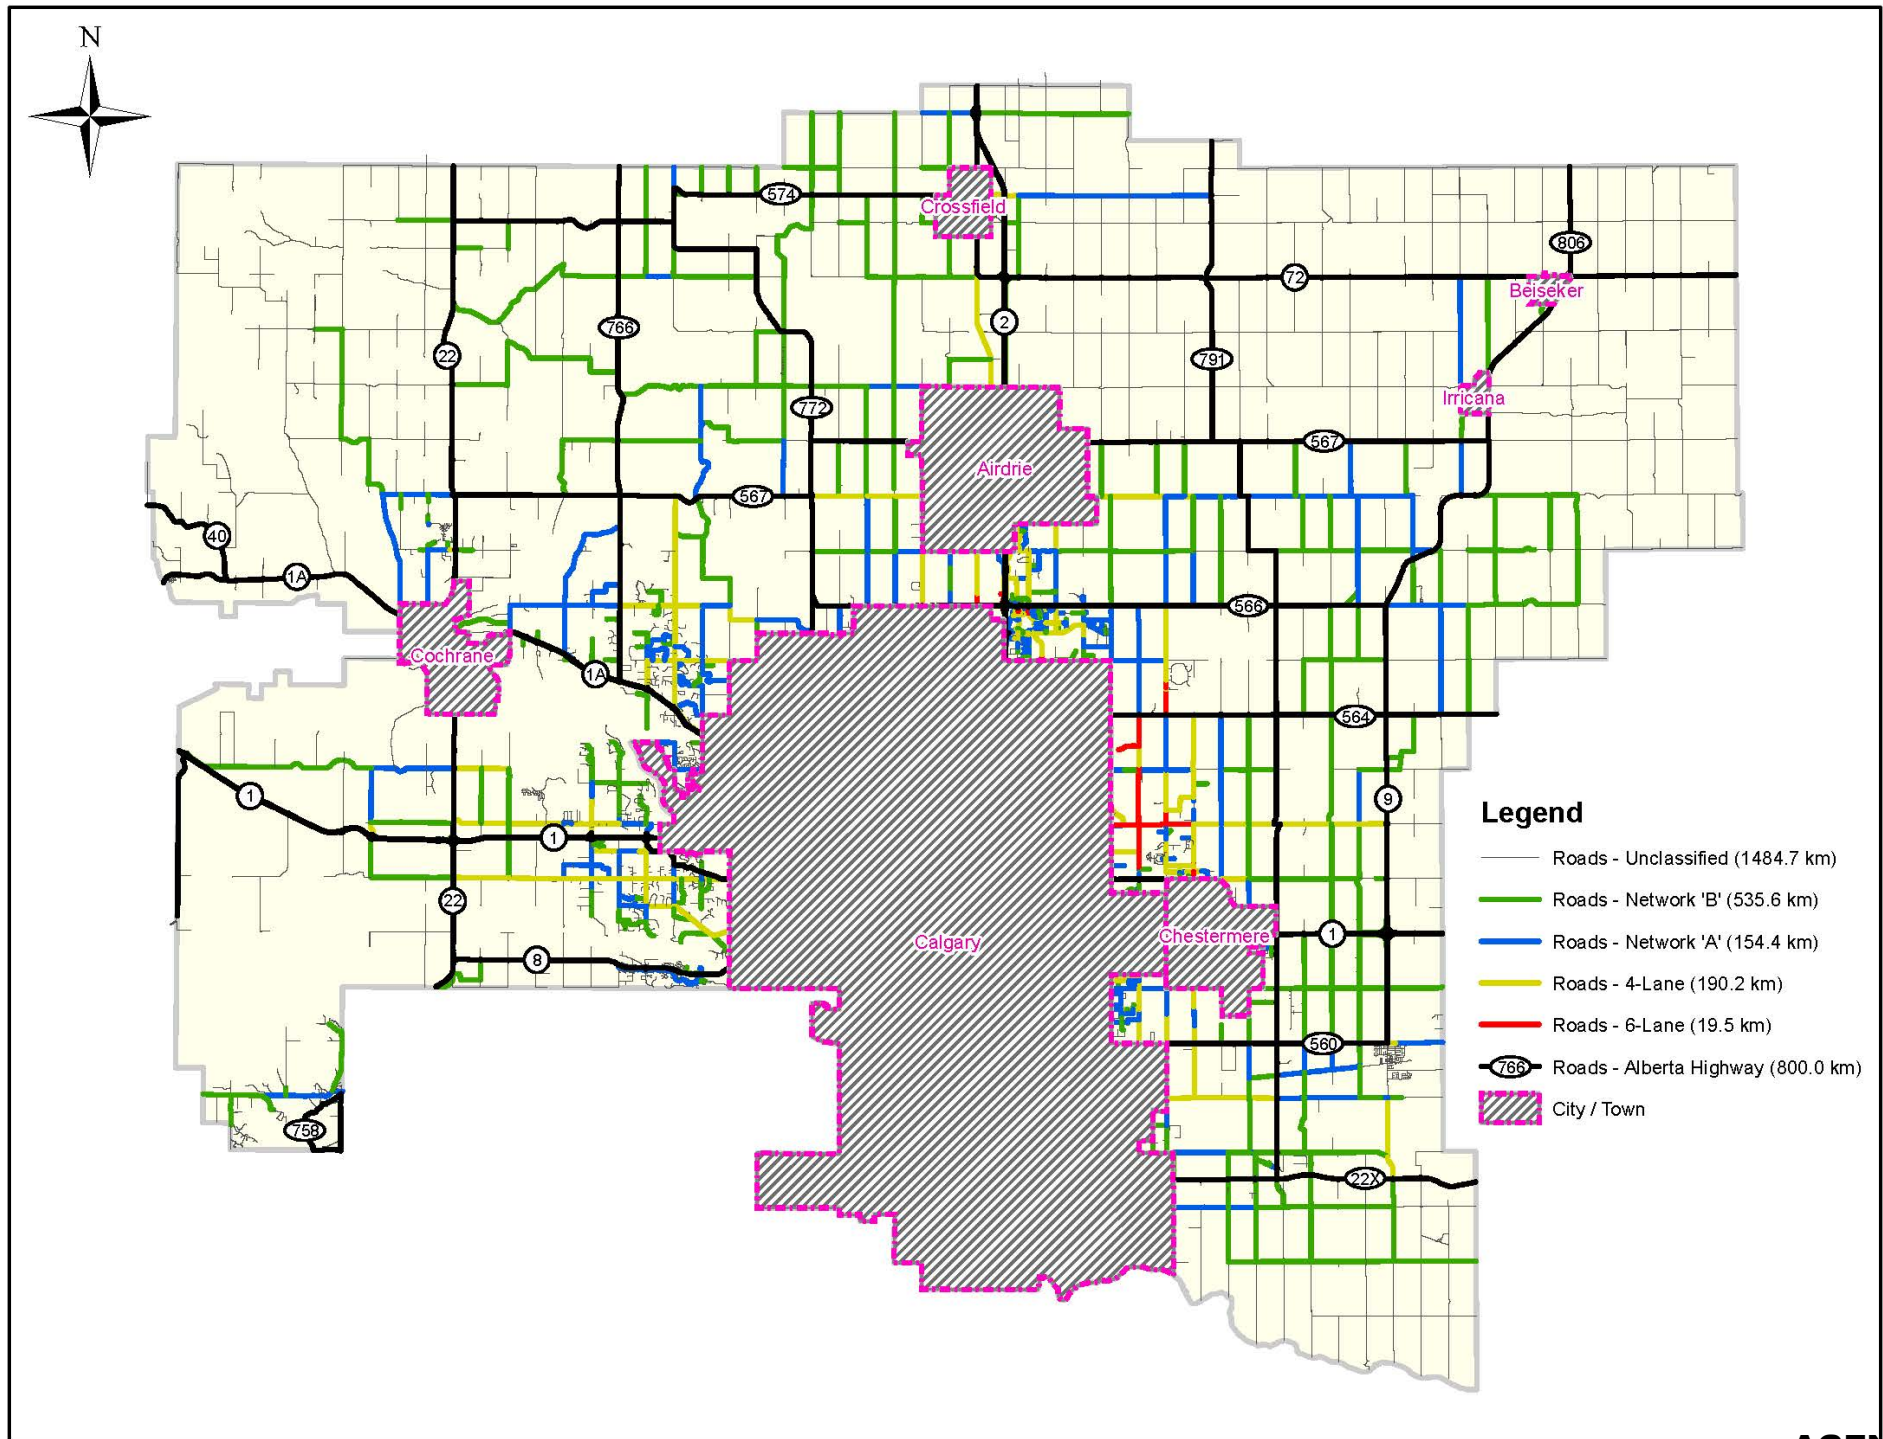 N
574
Crossfield
806
72
Beiseker
2
766
22
791
Irricana
772
567
Airdrie
567
40
1A
566
Cochrane
1A
564
1
9
Legend
1
Roads - Unclassified (1484.7 km)
Roads - Network 'B' (535.6 km)
22
Roads - Network 'A' (154.4 km)
Calgary
Chestermere
1
8
Roads - 4-Lane (190.2 km)
Roads - 6-Lane (19.5 km)
560
766
Roads - Alberta Highway (800.0 km)
City / Town
758
22X